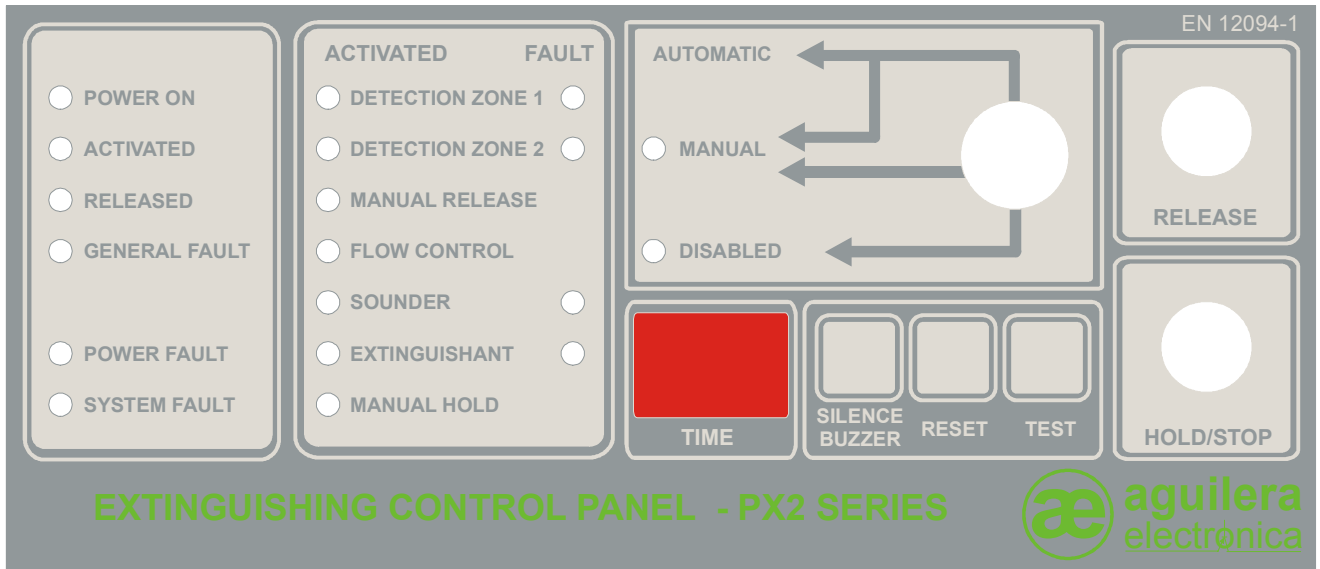 EN 12094-1
POWER ON
ACTIVATED
RELEASED
GENERAL FAULT
POWER FAULT
SYSTEM FAULT
ACTIVATED FAULT
DETECTION ZONE 1
DETECTION ZONE 2
MANUAL RELEASE
FLOW CONTROL
SOUNDER
EXTINGUISHANT
MANUAL HOLD
AUTOMATIC
MANUAL
DISABLED
TIME
SILENCE
BUZZER
RESET
TEST
RELEASE
HOLD/STOP
EXTINGUISHING CONTROL PANEL - PX2 SERIES
æ
aguilera
electrónica